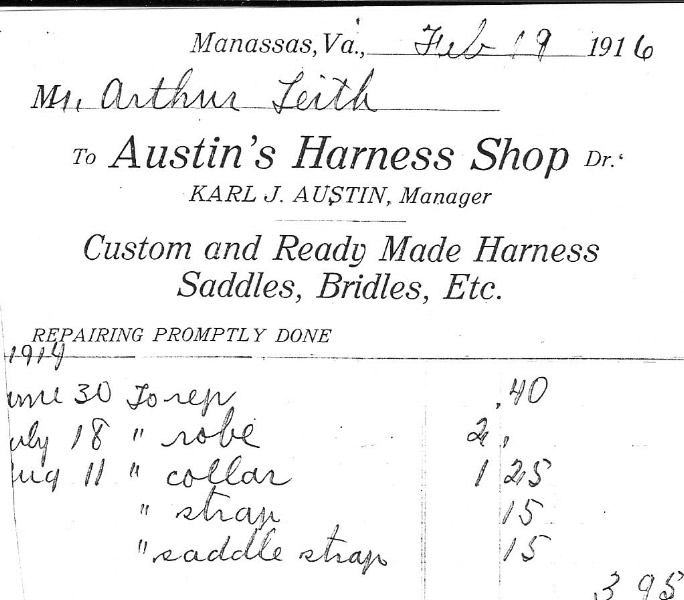 Manassas, Va., Feb 19 1916
Mr. Arthur Leith
To Austin's Harness Shop Dr.
KARL J. AUSTIN, Manager
Custom and Ready Made Harness
Saddles, Bridles, Etc.
REPAIRING PROMPTLY DONE
1914
une 30 To rep .40
uly 18 " robe 2,
ug 11 " collar 1 25
" strap 15
" saddle strap 15
3 95